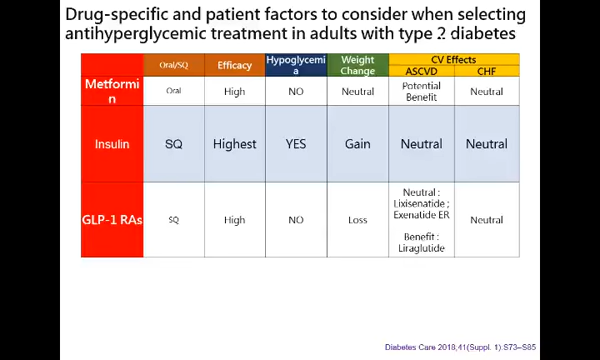 Drug-specific and patient factors to consider when selecting
antihyperglycemic treatment in adults with type 2 diabetes
Oral/SQ Efficacy Hypoglycemi
a Weight
Change CV Effects
ASCVD CHF
Metformi
n Oral High NO Neutral Potential
Benefit Neutral
Insulin SQ Highest YES Gain Neutral Neutral
GLP-1 RAs SQ High NO Loss Neutral :
Lixisenatide ;
Exenatide ER
Benefit :
Liraglutide Neutral
Diabetes Care 2018,41(Suppl. 1):S73–S85